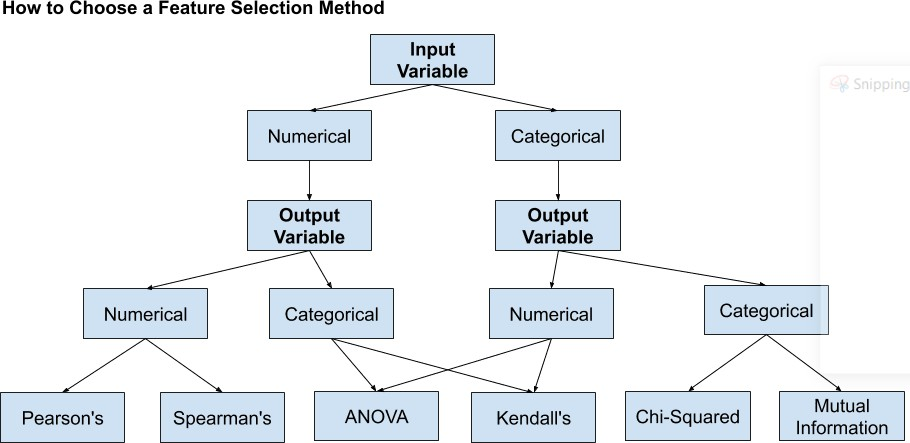 How to Choose a Feature Selection Method
Input
Variable
Numerical
Categorical
Output
Variable
Output
Variable
Numerical
Categorical
Numerical
Categorical
Pearson's
Spearman's
ANOVA
Kendall's
Chi-Squared
Mutual
Information
Snipping